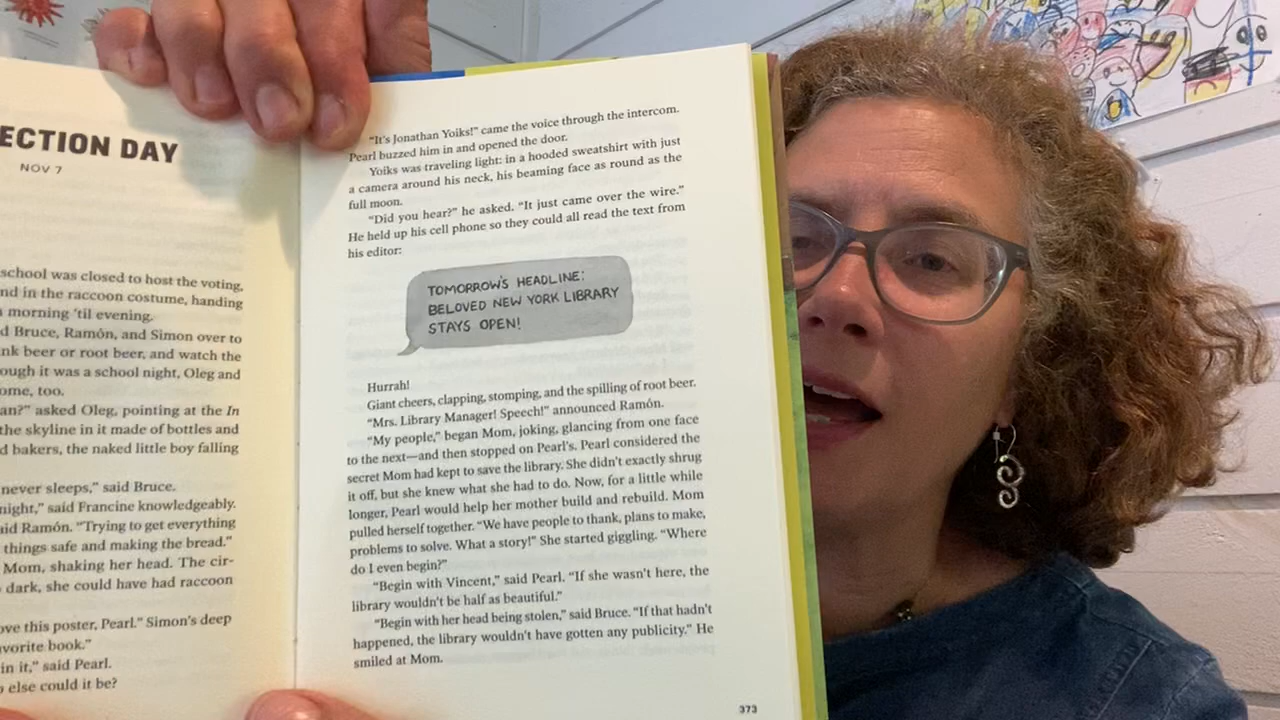 ECTION DAY
NOV 7
school was closed to host the voting,
nd in the raccoon costume, handing
morning 'til evening.
d Bruce, Ramón, and Simon over to
nk beer or root beer, and watch the
ough it was a school night, Oleg and
ome, too.
an?" asked Oleg, pointing at the In
the skyline in it made of bottles and
d bakers, the naked little boy falling
never sleeps," said Bruce.
night," said Francine knowledgeably.
aid Ramón. "Trying to get everything
things safe and making the bread."
Mom, shaking her head. The cir-
dark, she could have had raccoon
ove this poster, Pearl." Simon's deep
avorite book."
in it," said Pearl.
else could it be?
"It's Jonathan Yoiks!" came the voice through the intercom.
Pearl buzzed him in and opened the door.
Yoiks was traveling light: in a hooded sweatshirt with just
a camera around his neck, his beaming face as round as the
full moon.
"Did you hear?" he asked. "It just came over the wire."
He held up his cell phone so they could all read the text from
his editor:
TOMORROW'S HEADLINE:
BELOVED NEW YORK LIBRARY
STAYS OPEN!
Hurrah!
Giant cheers, clapping, stomping, and the spilling of root beer.
"Mrs. Library Manager! Speech!" announced Ramón.
"My people," began Mom, joking, glancing from one face
to the next—and then stopped on Pearl's. Pearl considered the
secret Mom had kept to save the library. She didn't exactly shrug
it off, but she knew what she had to do. Now, for a little while
longer, Pearl would help her mother build and rebuild. Mom
pulled herself together. "We have people to thank, plans to make,
problems to solve. What a story!" She started giggling. "Where
do I even begin?"
"Begin with Vincent," said Pearl. "If she wasn't here, the
library wouldn't be half as beautiful."
"Begin with her head being stolen," said Bruce. "If that hadn't
happened, the library wouldn't have gotten any publicity." He
smiled at Mom.
373